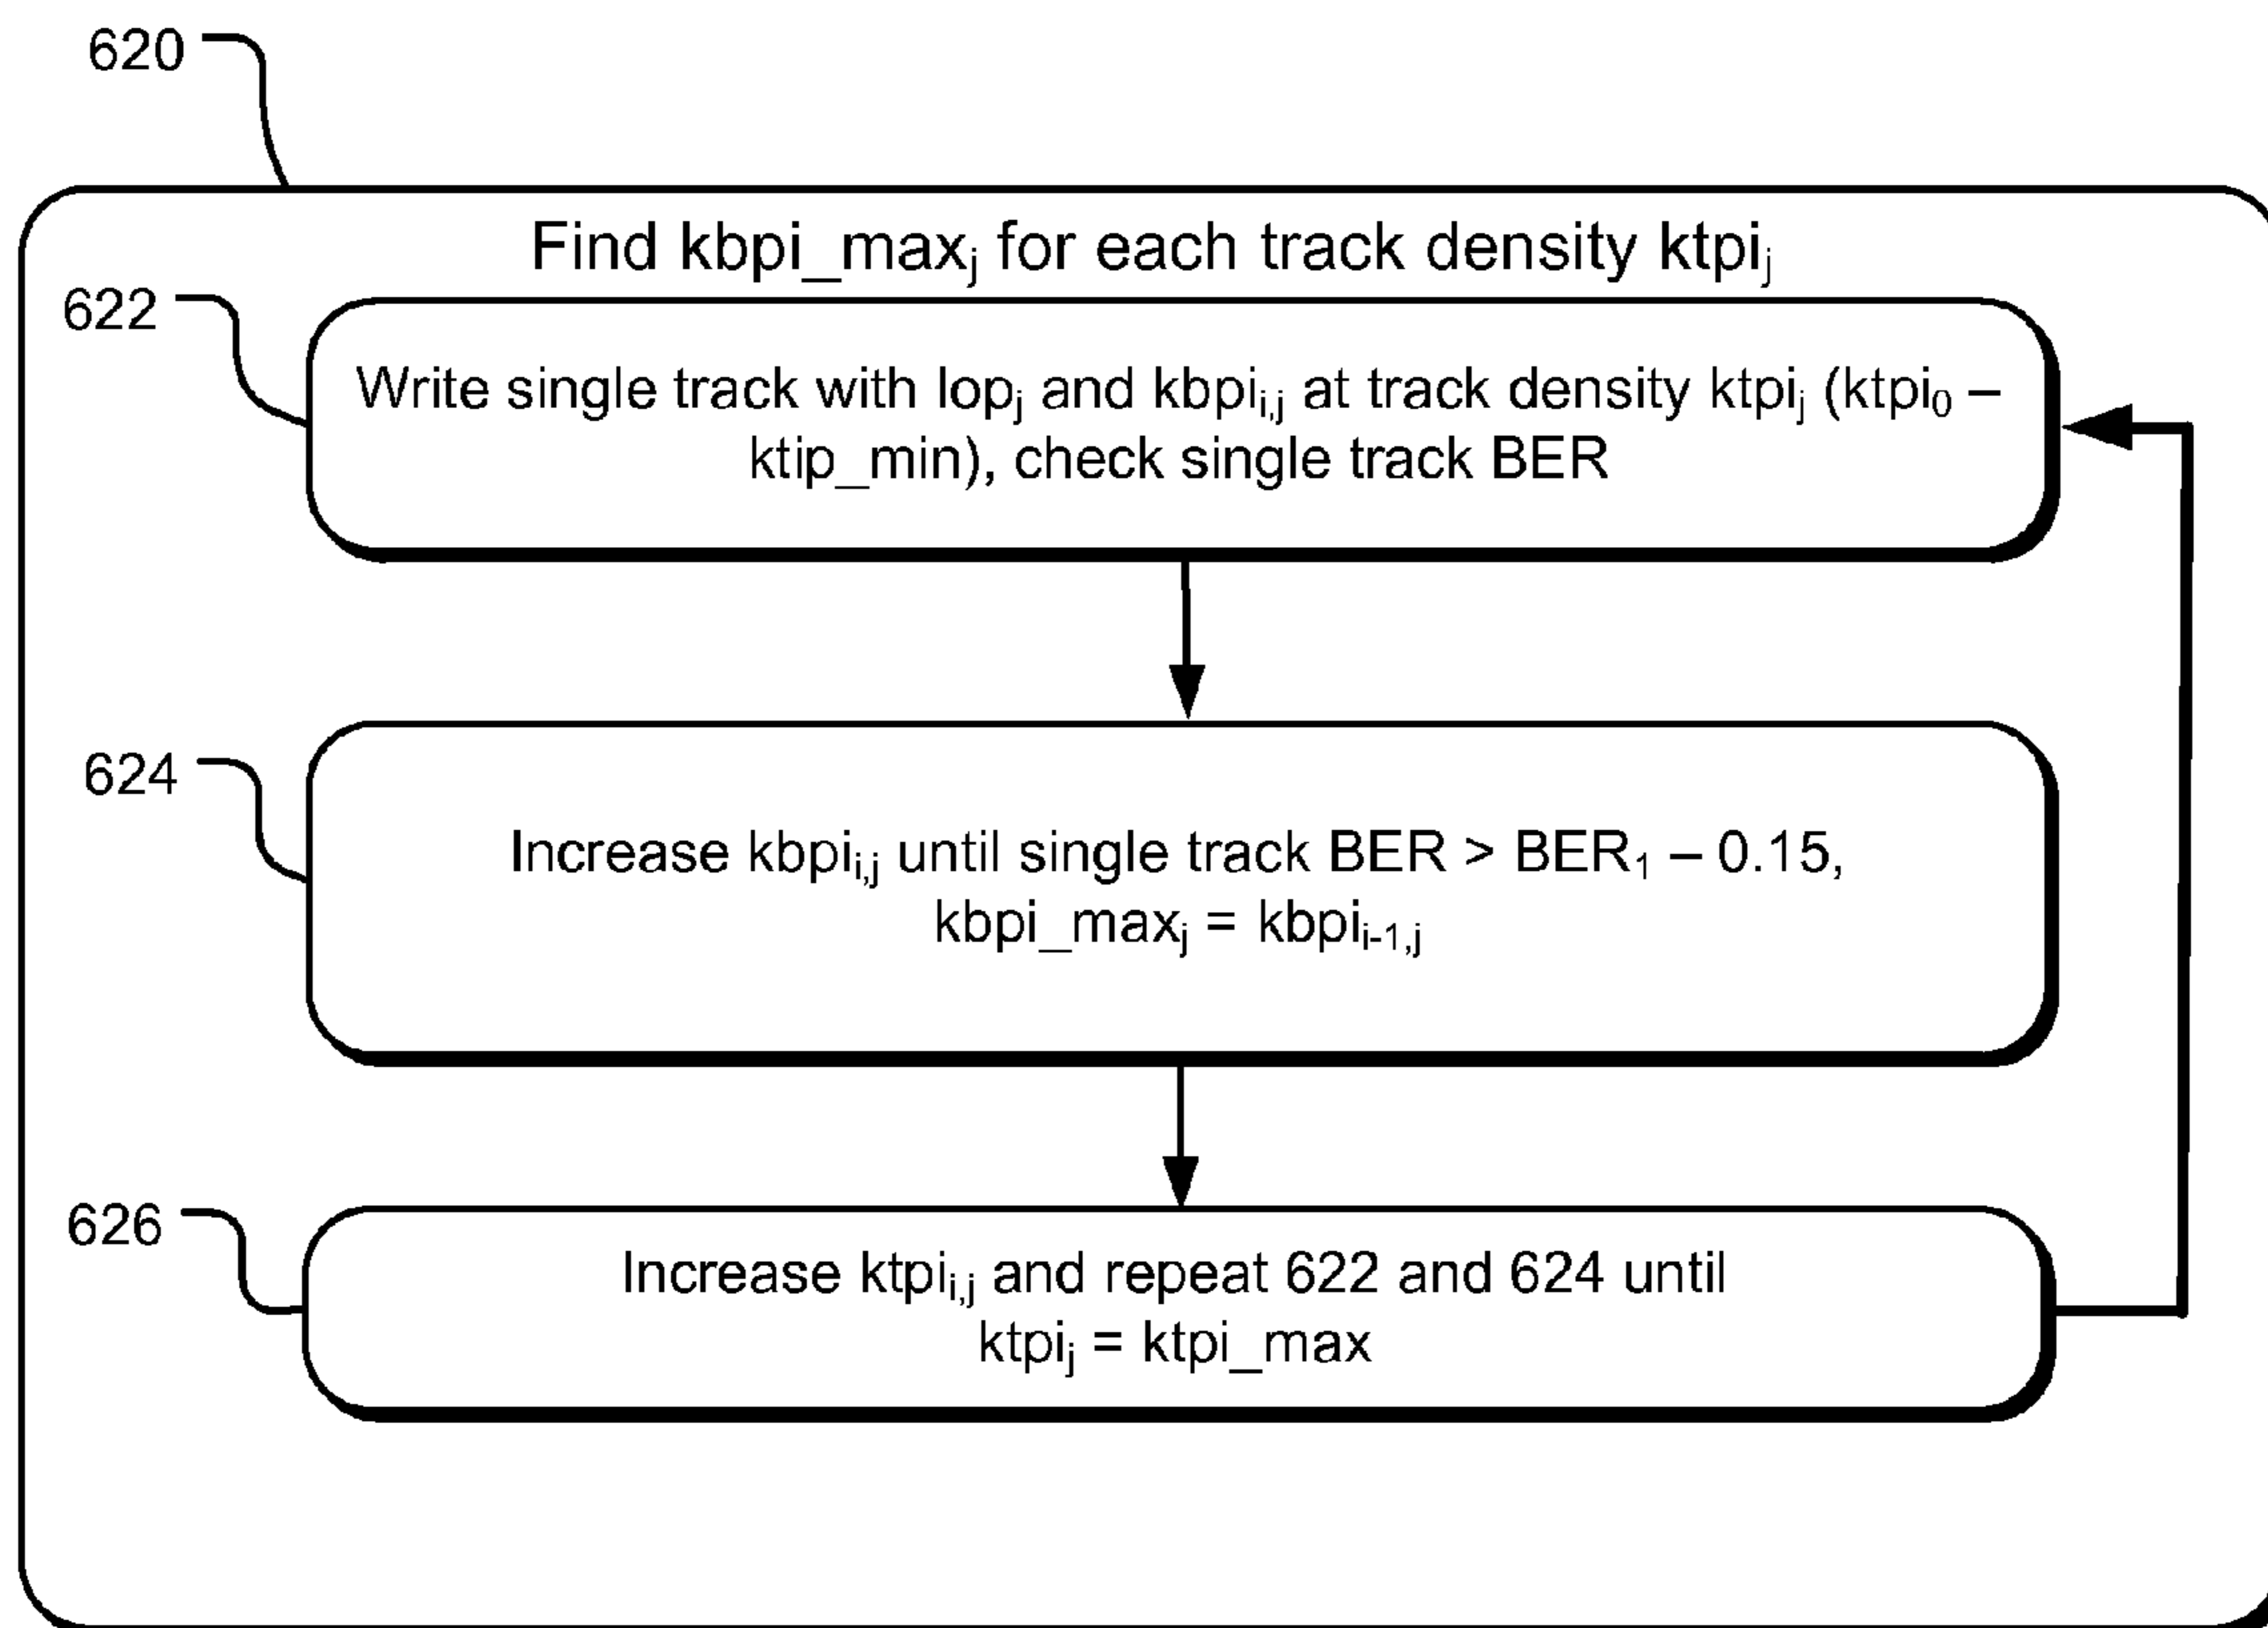 620
Find kbpi_maxⱼ for each track density ktpiⱼ
622
Write single track with Iopⱼ and kbpiᵢ,ⱼ at track density ktpiⱼ (ktpi₀ –
ktip_min), check single track BER
624
Increase kbpiᵢ,ⱼ until single track BER > BER₁ – 0.15,
kbpi_maxⱼ = kbpiᵢ₋₁,ⱼ
626
Increase ktpiᵢ,ⱼ and repeat 622 and 624 until
ktpiⱼ = ktpi_max